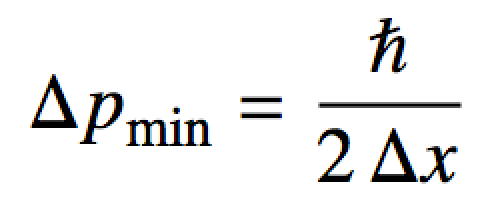 Δp_min = ℏ / (2 Δx)